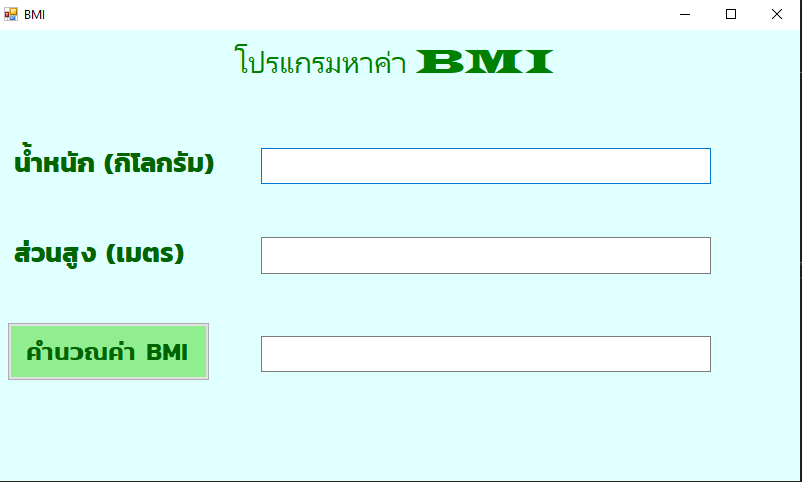 BMI
โปรแกรมหาค่า BMI
น้ำหนัก (กิโลกรัม)
ส่วนสูง (เมตร)
คำนวณค่า BMI